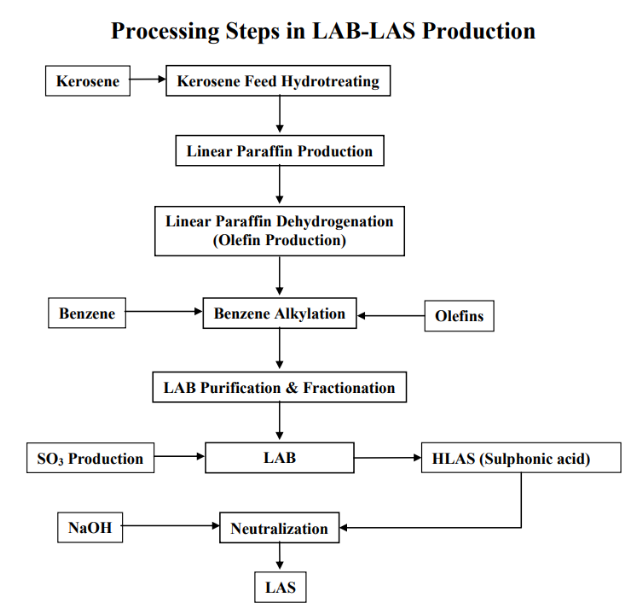 Processing Steps in LAB-LAS Production
Kerosene
Kerosene Feed Hydrotreating
Linear Paraffin Production
Linear Paraffin Dehydrogenation
(Olefin Production)
Benzene
Benzene Alkylation
Olefins
LAB Purification & Fractionation
SO₃ Production
LAB
HLAS (Sulphonic acid)
NaOH
Neutralization
LAS